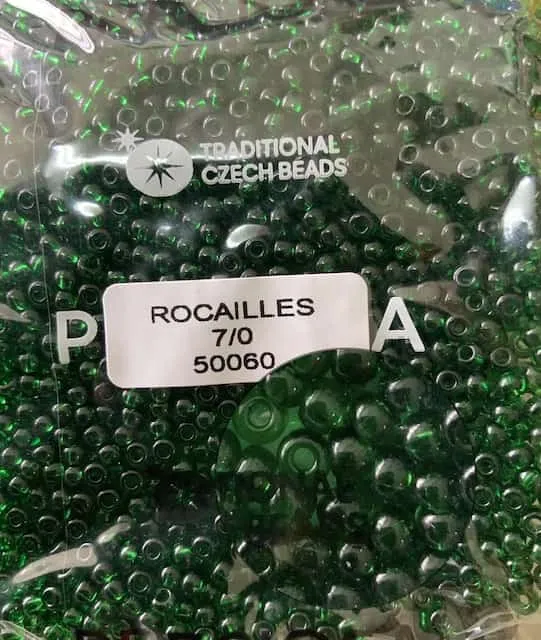 TRADITIONAL
CZECH BEADS
P
ROCAILLES
7/0
50060
A